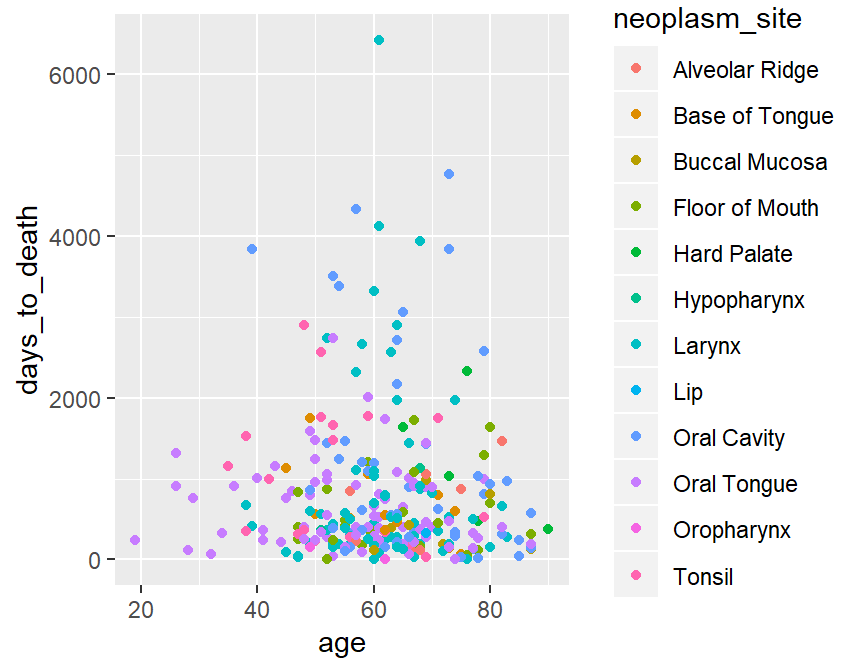 neoplasm_site
Alveolar Ridge
Base of Tongue
Buccal Mucosa
Floor of Mouth
Hard Palate
Hypopharynx
Larynx
Lip
Oral Cavity
Oral Tongue
Oropharynx
Tonsil
days_to_death
6000
4000
2000
0
20 40 60 80
age